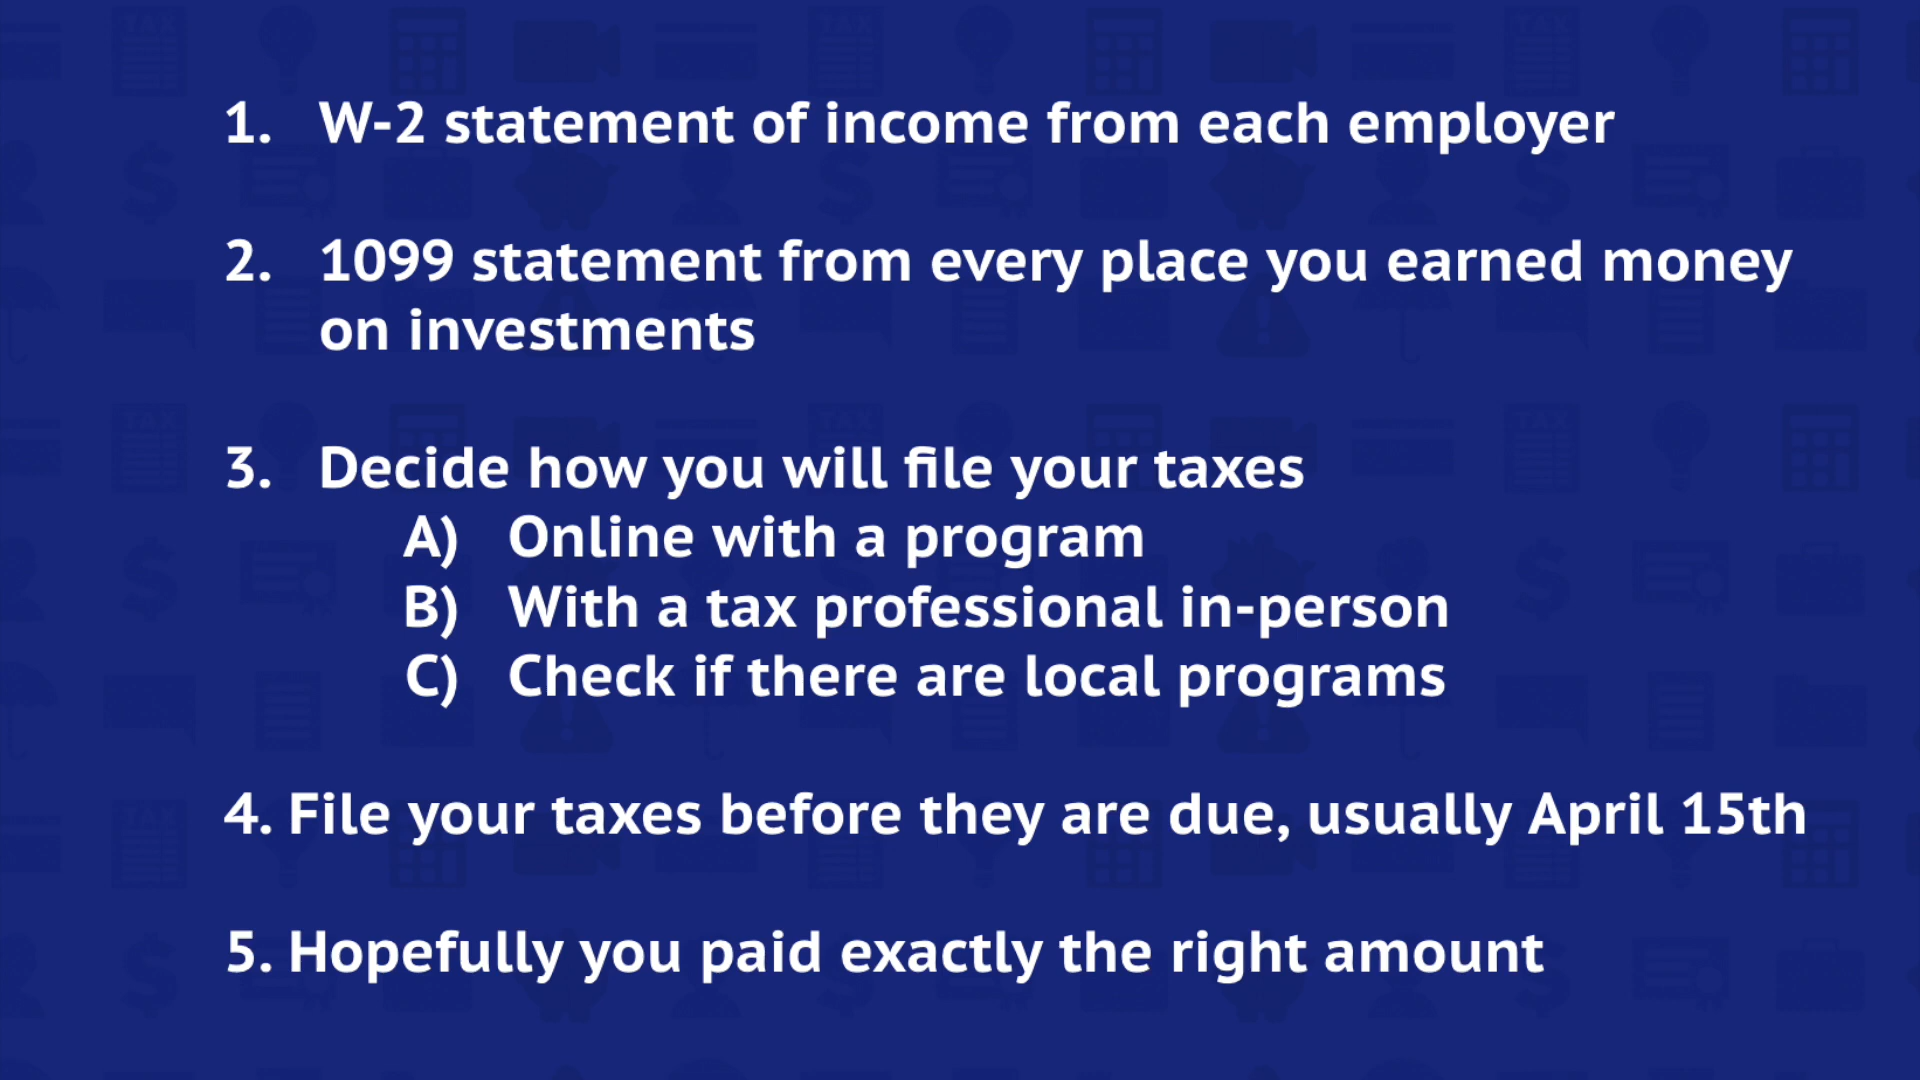 1. W-2 statement of income from each employer
2. 1099 statement from every place you earned money
on investments
3. Decide how you will file your taxes
A) Online with a program
B) With a tax professional in-person
C) Check if there are local programs
4. File your taxes before they are due, usually April 15th
5. Hopefully you paid exactly the right amount